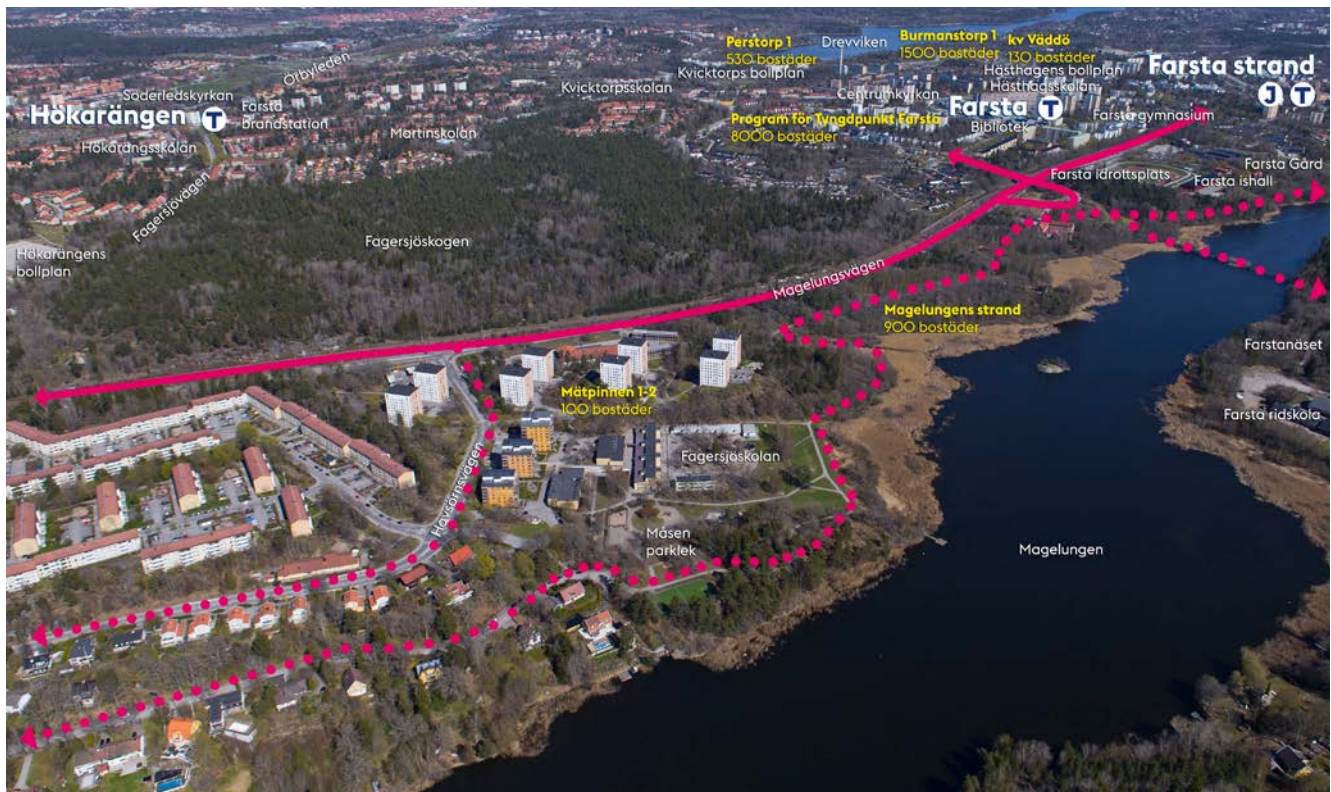 Perstorp 1
530 bostäder
Drevviken
Burmanstorp 1
1500 bostäder
kv Väddö
130 bostäder
Kvicktorps bollplan
Hästhagens bollplan
Hästhagsskolan
Farsta strand
J T
Örbyleden
Söderledskyrkan
Hökarängen T
Farsta
brandstation
Kvicktorpsskolan
Centrumkyrkan
Farsta T
Farsta gymnasium
Bibliotek
Program för Tyngdpunkt Farsta
8000 bostäder
Martinskolan
Hökarängsskolan
Fagersjövägen
Farsta idrottsplats
Farsta Gård
Farsta ishall
Hökarängens
bollplan
Fagersjöskogen
Magelungsvägen
Magelungens strand
900 bostäder
Farstanäset
Mätpinnen 1-2
100 bostäder
Farsta ridskola
Fagersjöskolan
Havsörnsvägen
Måsen
parklek
Magelungen